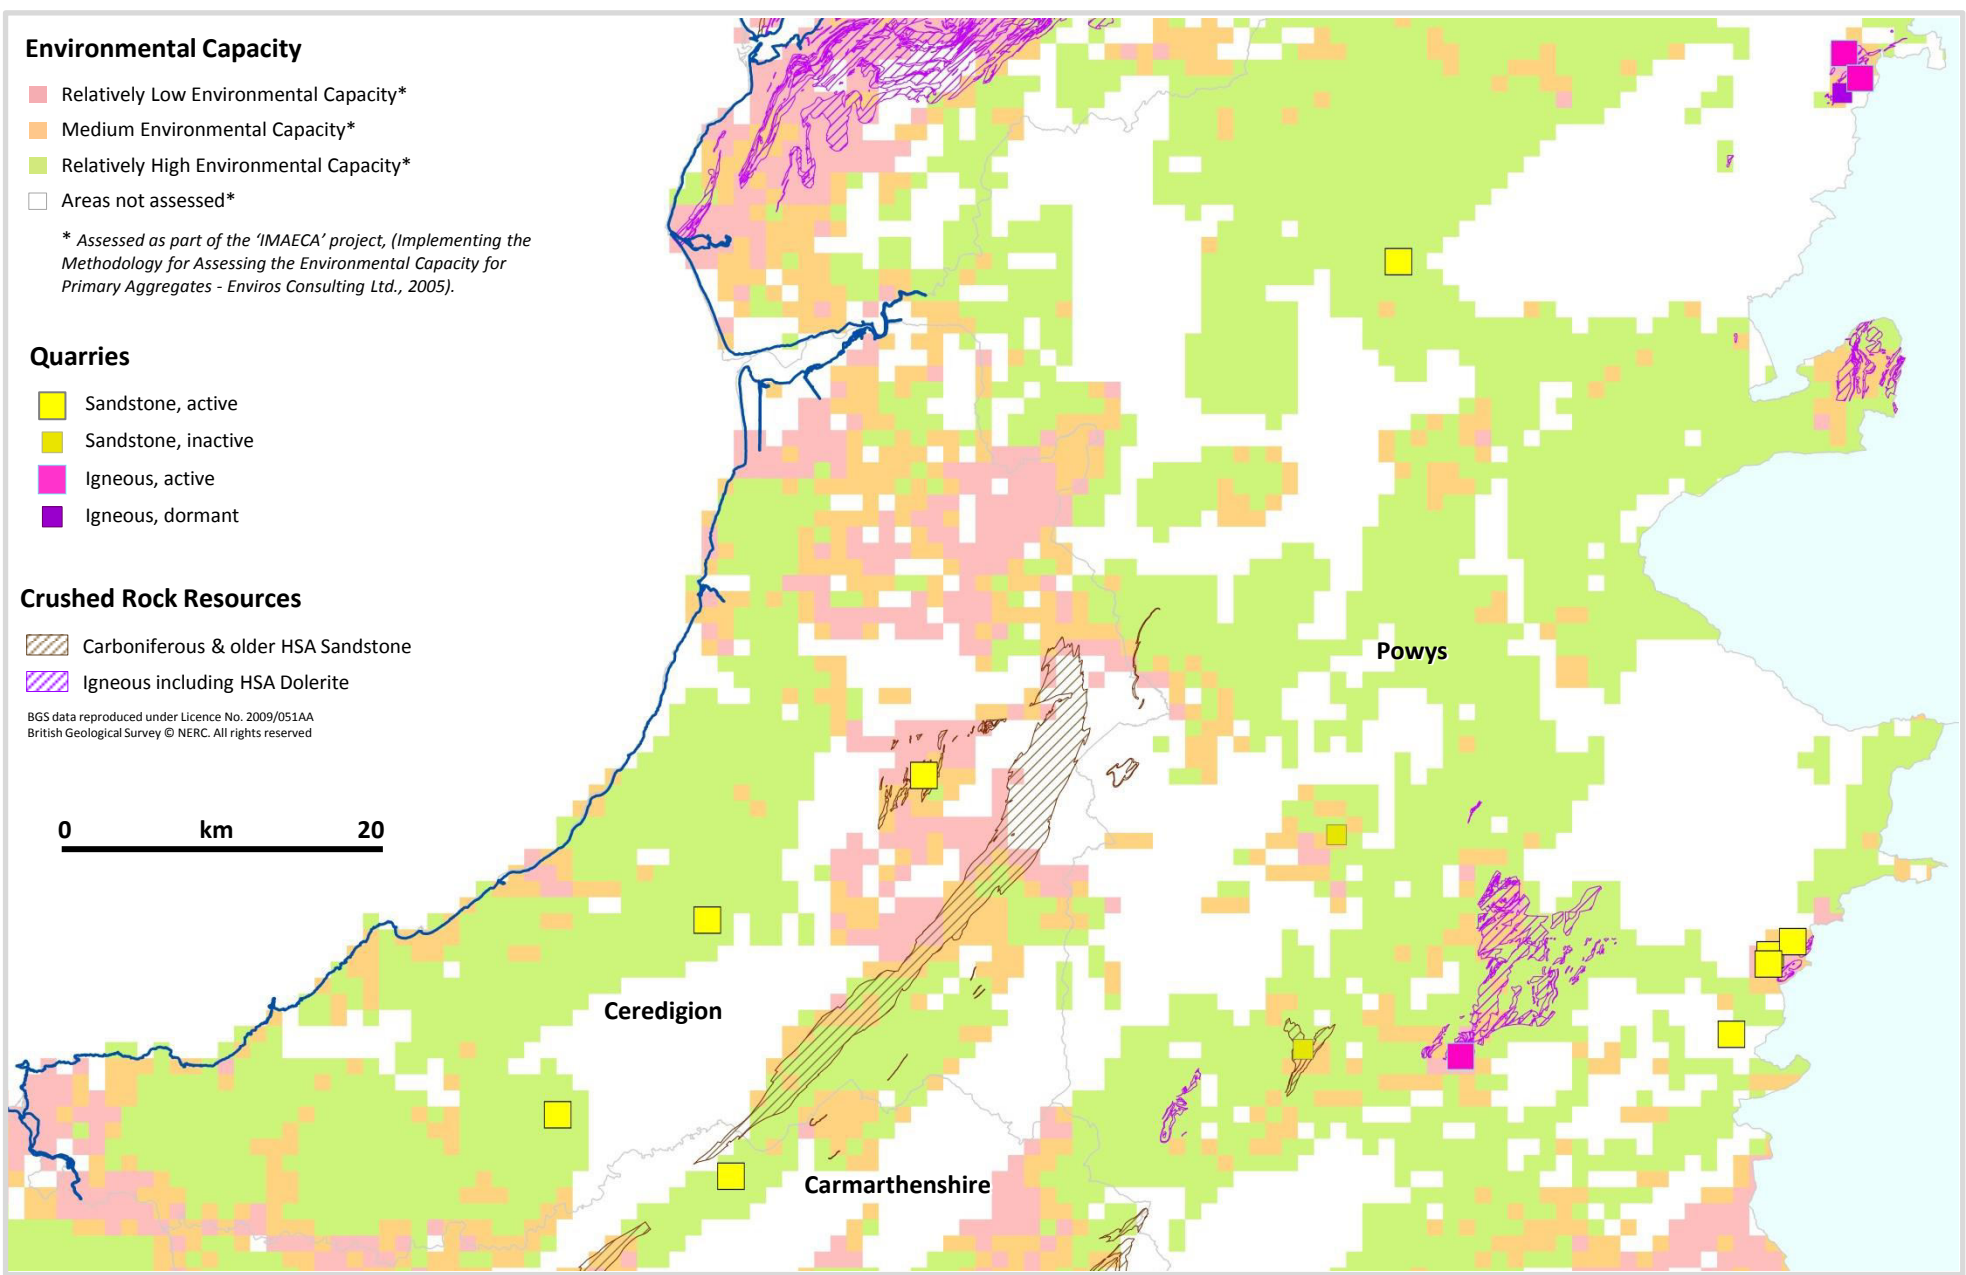 Environmental Capacity
Relatively Low Environmental Capacity*
Medium Environmental Capacity*
Relatively High Environmental Capacity*
Areas not assessed*
* Assessed as part of the ‘IMAECA’ project, (Implementing the
Methodology for Assessing the Environmental Capacity for
Primary Aggregates - Enviros Consulting Ltd., 2005).
Quarries
Sandstone, active
Sandstone, inactive
Igneous, active
Igneous, dormant
Crushed Rock Resources
Carboniferous & older HSA Sandstone
Igneous including HSA Dolerite
BGS data reproduced under Licence No. 2009/051AA
British Geological Survey © NERC. All rights reserved
0 km 20
Powys
Ceredigion
Carmarthenshire